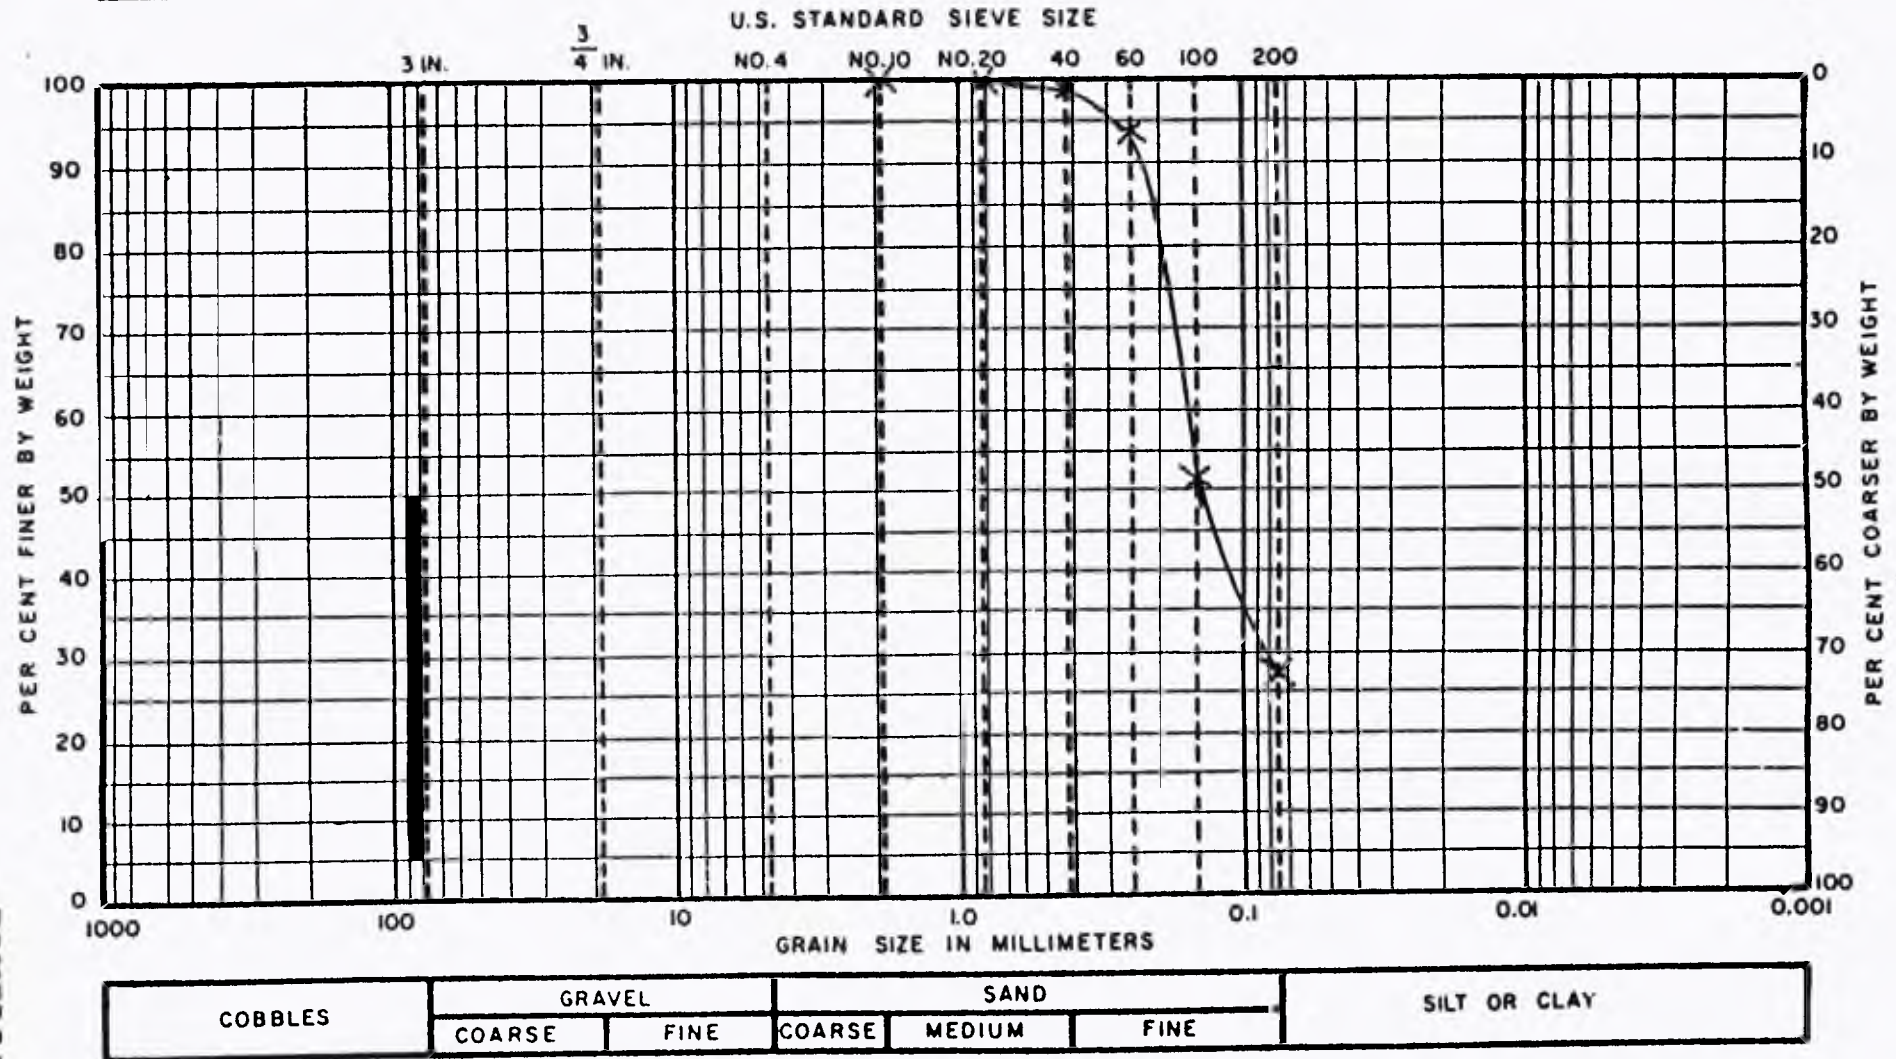 U.S. STANDARD SIEVE SIZE
3 IN. 3/4 IN. NO.4 NO.10 NO.20 40 60 100 200
100 0
90 10
80 20
70 30
60 40
50 50
40 60
30 70
20 80
10 90
0 100
PER CENT FINER BY WEIGHT
PER CENT COARSER BY WEIGHT
1000 100 10 1.0 0.1 0.01 0.001
GRAIN SIZE IN MILLIMETERS
COBBLES GRAVEL SAND SILT OR CLAY
COARSE FINE COARSE MEDIUM FINE